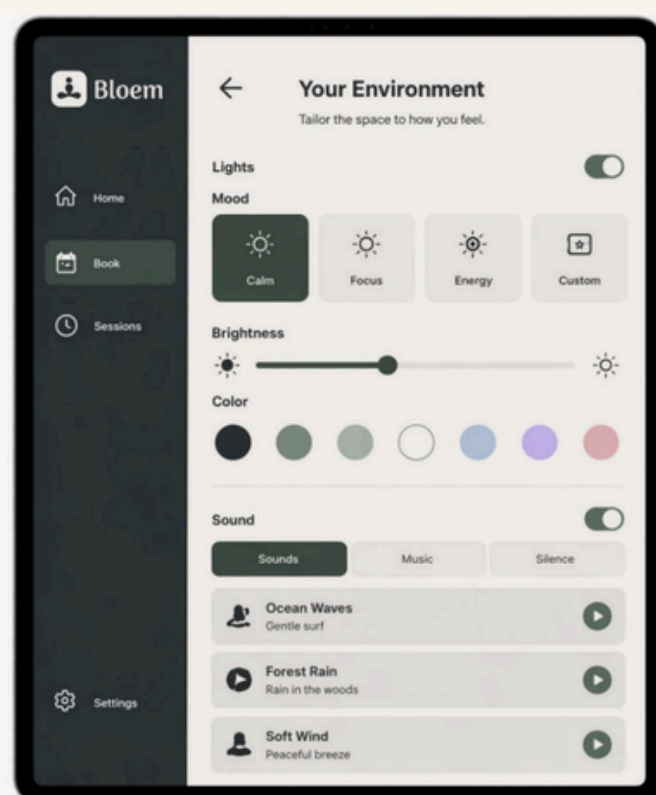 Bloem
Home
Book
Sessions
Settings
Your Environment
Tailor the space to how you feel.
Lights
Mood
Calm
Focus
Energy
Custom
Brightness
Color
Sound
Sounds
Music
Silence
Ocean Waves
Gentle surf
Forest Rain
Rain in the woods
Soft Wind
Peaceful breeze